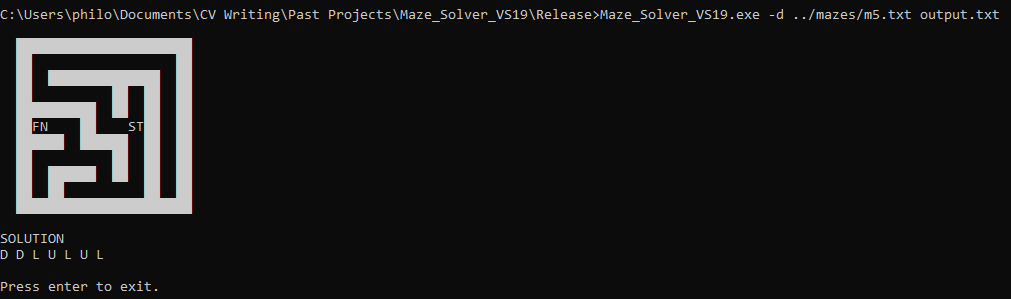 C:\Users\philo\Documents\CV Writing\Past Projects\Maze_Solver_VS19\Release>Maze_Solver_VS19.exe -d ../mazes/m5.txt output.txt
FN ST
SOLUTION
D D L U L U L
Press enter to exit.